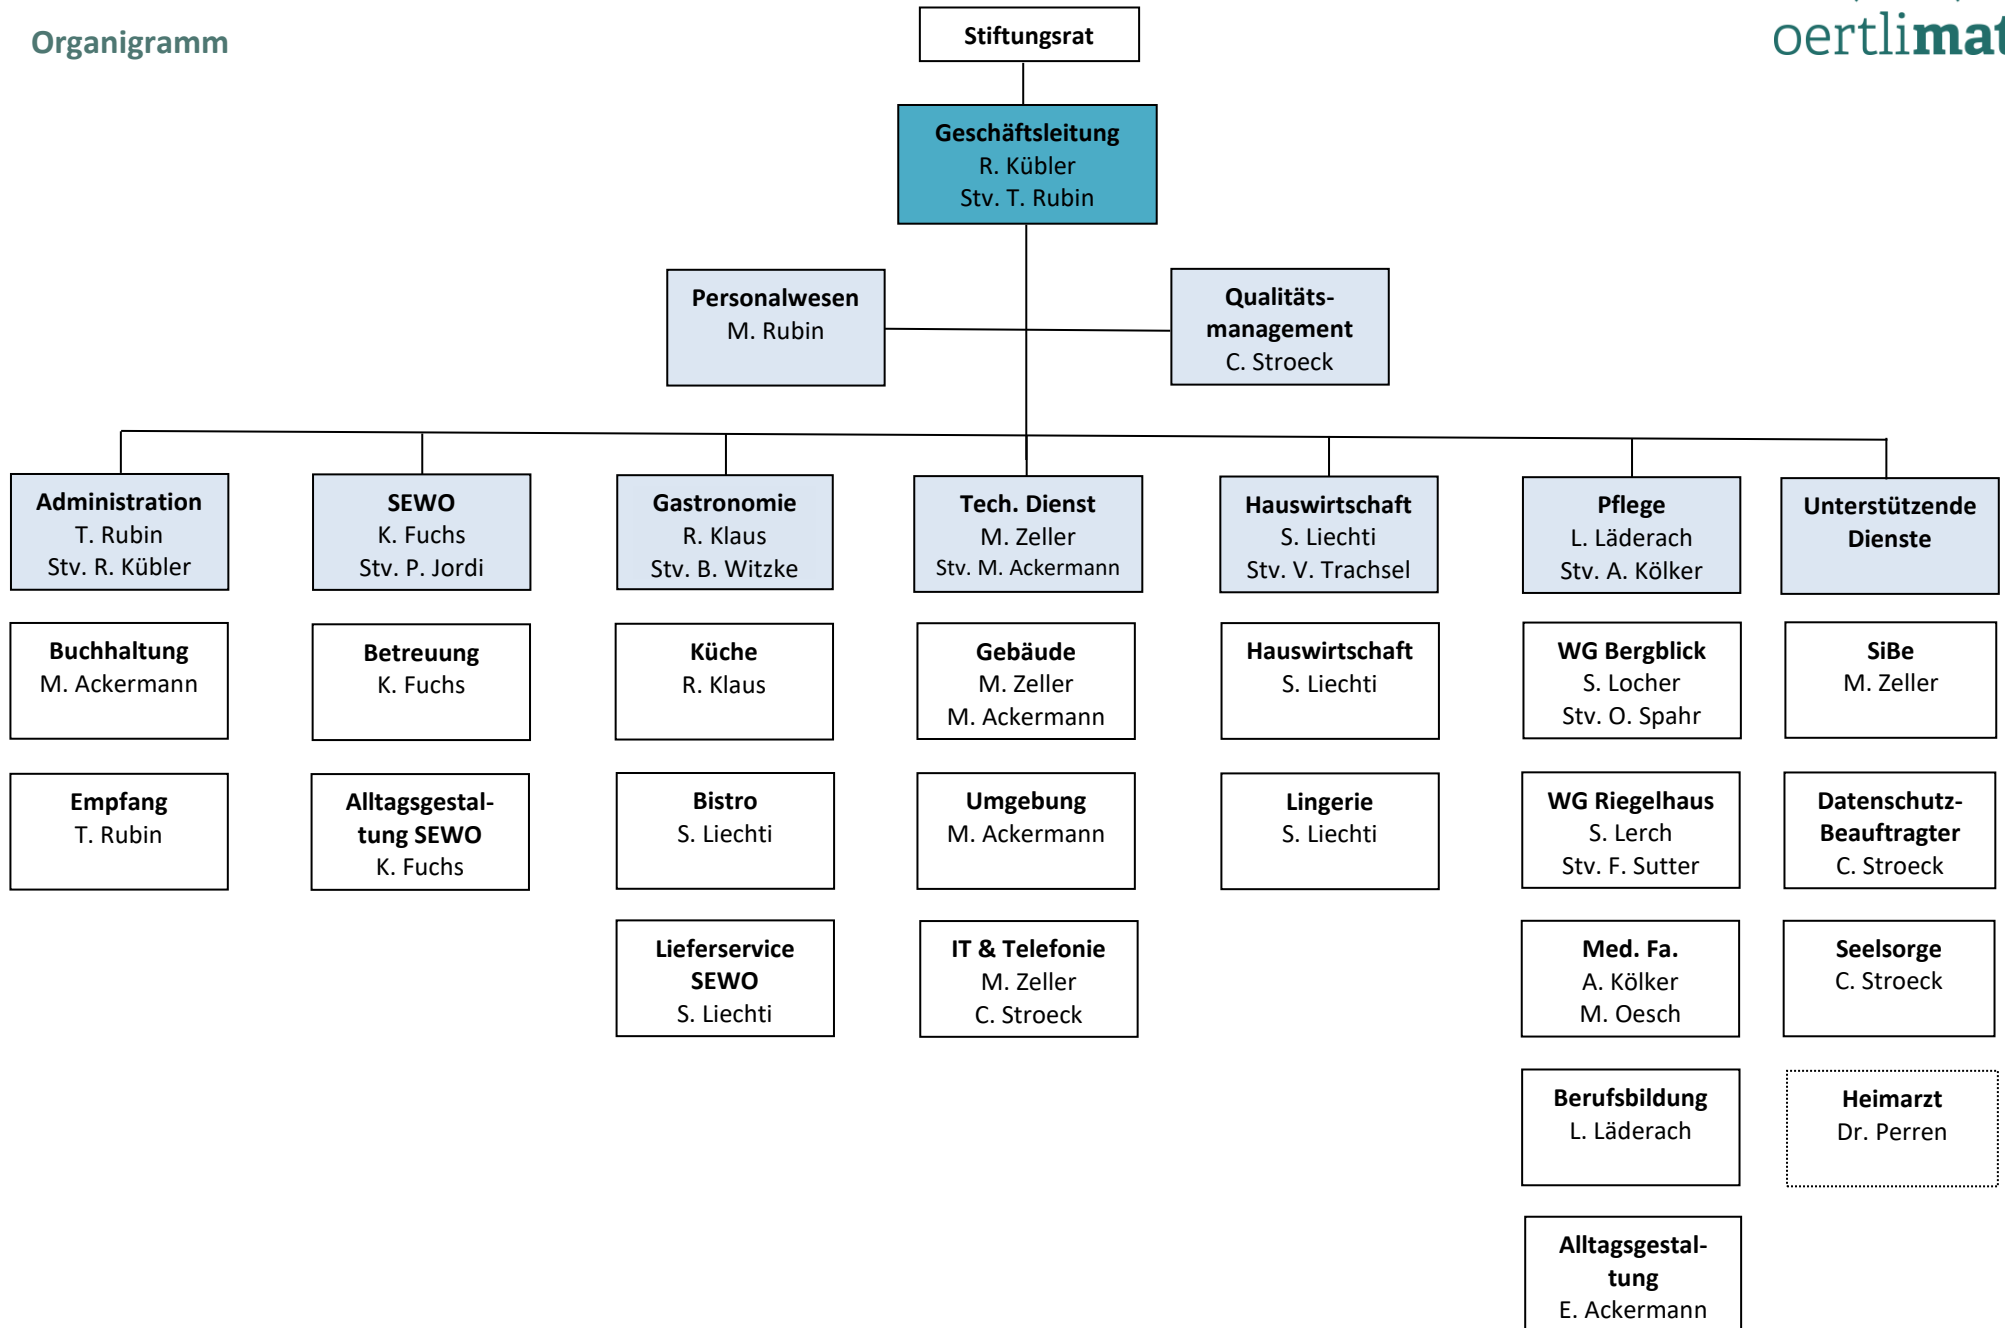 Organigramm
oertlimat
Stiftungsrat
Geschäftsleitung
R. Kübler
Stv. T. Rubin
Personalwesen
M. Rubin
Qualitäts-
management
C. Stroeck
Administration
T. Rubin
Stv. R. Kübler
Buchhaltung
M. Ackermann
Empfang
T. Rubin
SEWO
K. Fuchs
Stv. P. Jordi
Betreuung
K. Fuchs
Alltagsgestal-
tung SEWO
K. Fuchs
Gastronomie
R. Klaus
Stv. B. Witzke
Küche
R. Klaus
Bistro
S. Liechti
Lieferservice
SEWO
S. Liechti
Tech. Dienst
M. Zeller
Stv. M. Ackermann
Gebäude
M. Zeller
M. Ackermann
Umgebung
M. Ackermann
IT & Telefonie
M. Zeller
C. Stroeck
Hauswirtschaft
S. Liechti
Stv. V. Trachsel
Hauswirtschaft
S. Liechti
Lingerie
S. Liechti
Pflege
L. Läderach
Stv. A. Kölker
WG Bergblick
S. Locher
Stv. O. Spahr
WG Riegelhaus
S. Lerch
Stv. F. Sutter
Med. Fa.
A. Kölker
M. Oesch
Berufsbildung
L. Läderach
Alltagsgestal-
tung
E. Ackermann
Unterstützende
Dienste
SiBe
M. Zeller
Datenschutz-
Beauftragter
C. Stroeck
Seelsorge
C. Stroeck
Heimarzt
Dr. Perren